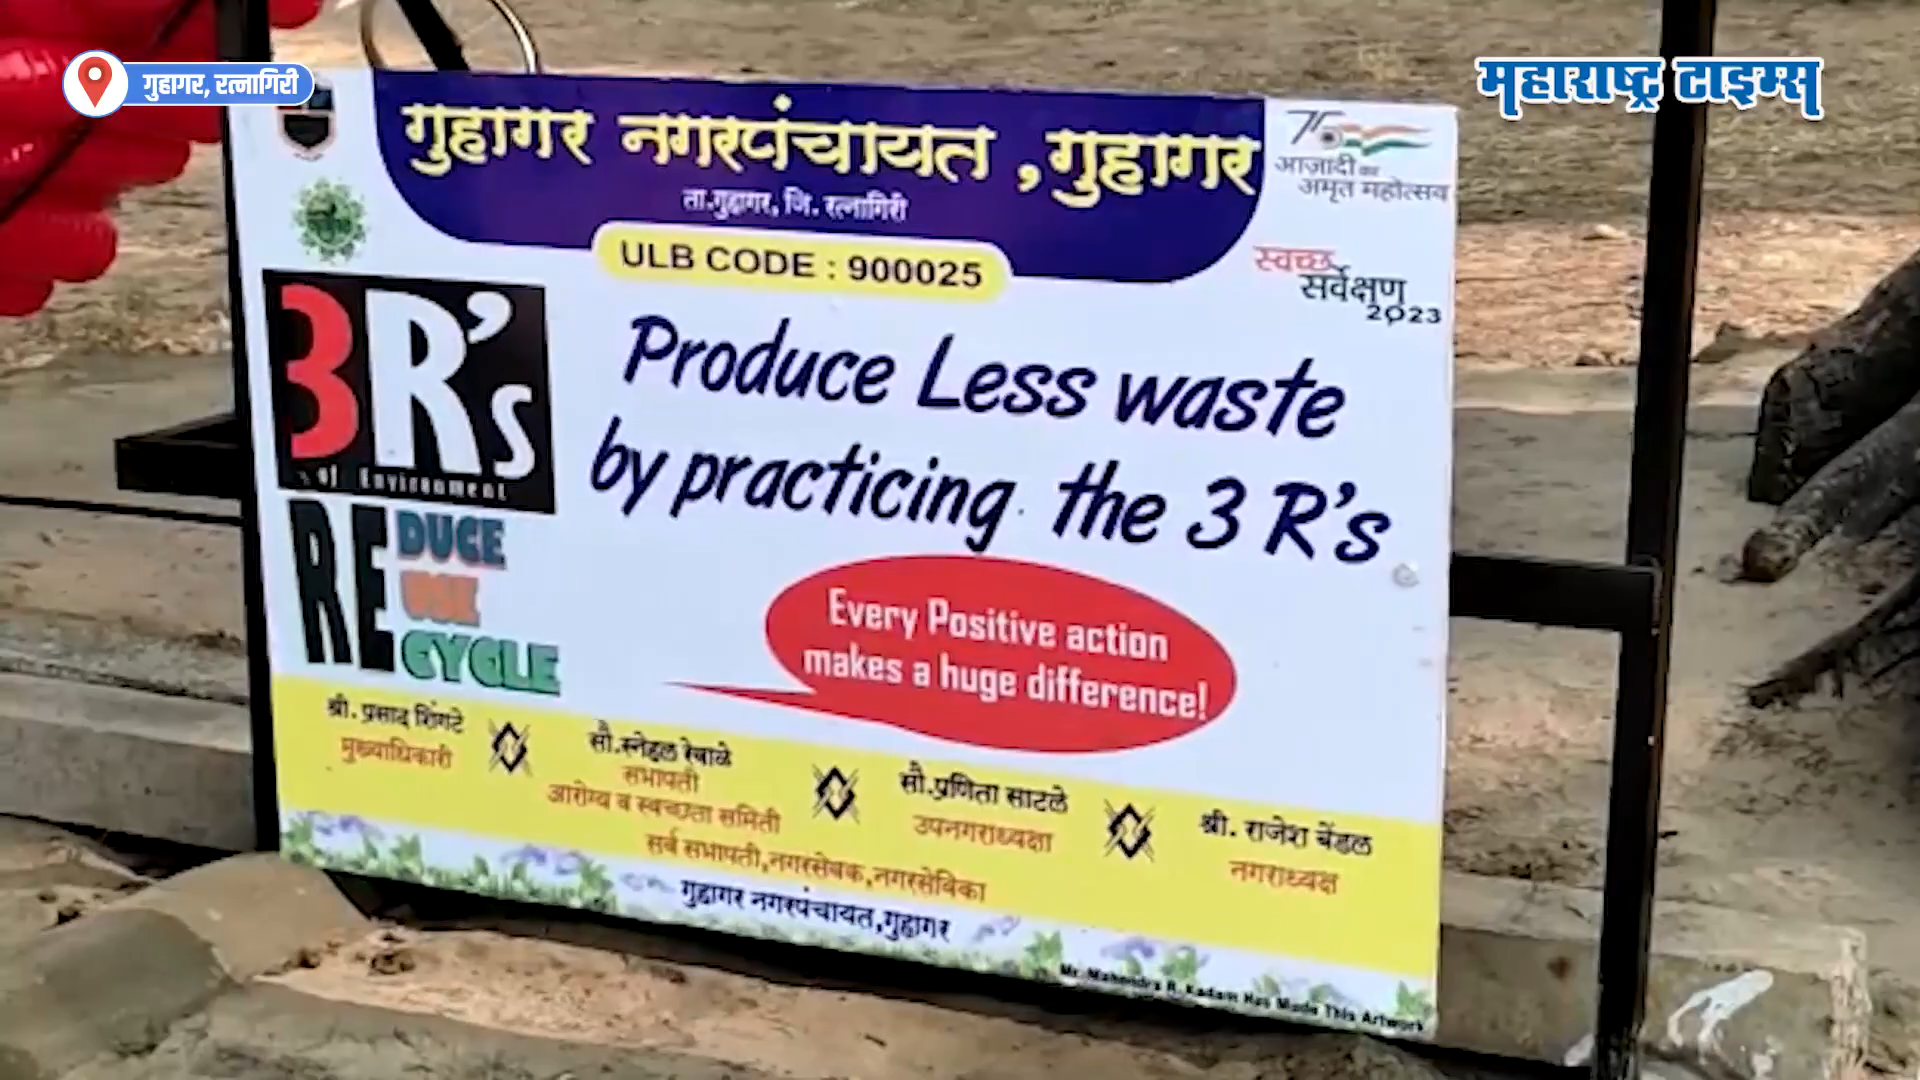 गुहागर, रत्नागिरी
महाराष्ट्र टाइम्स
गुहागर नगरपंचायत ,गुहागर
ता.गुहागर, जि. रत्नागिरी
ULB CODE : 900025
आज़ादी का
अमृत महोत्सव
स्वच्छ
सर्वेक्षण
2023
3R's
of Environment
REDUCE
USE
CYCLE
Produce Less waste
by practicing the 3 R's
Every Positive action
makes a huge difference!
श्री. प्रसाद शिंगटे
मुख्याधिकारी
सौ.स्नेहल रेवाळे
सभापती
आरोग्य व स्वच्छता समिती
सौ.प्रणिता साटले
उपनगराध्यक्षा
श्री. राजेश बेंडल
नगराध्यक्ष
सर्व सभापती,नगरसेवक,नगरसेविका
गुहागर नगरपंचायत,गुहागर
Mr. Mahendra R. Kadam Has Made This Artwork